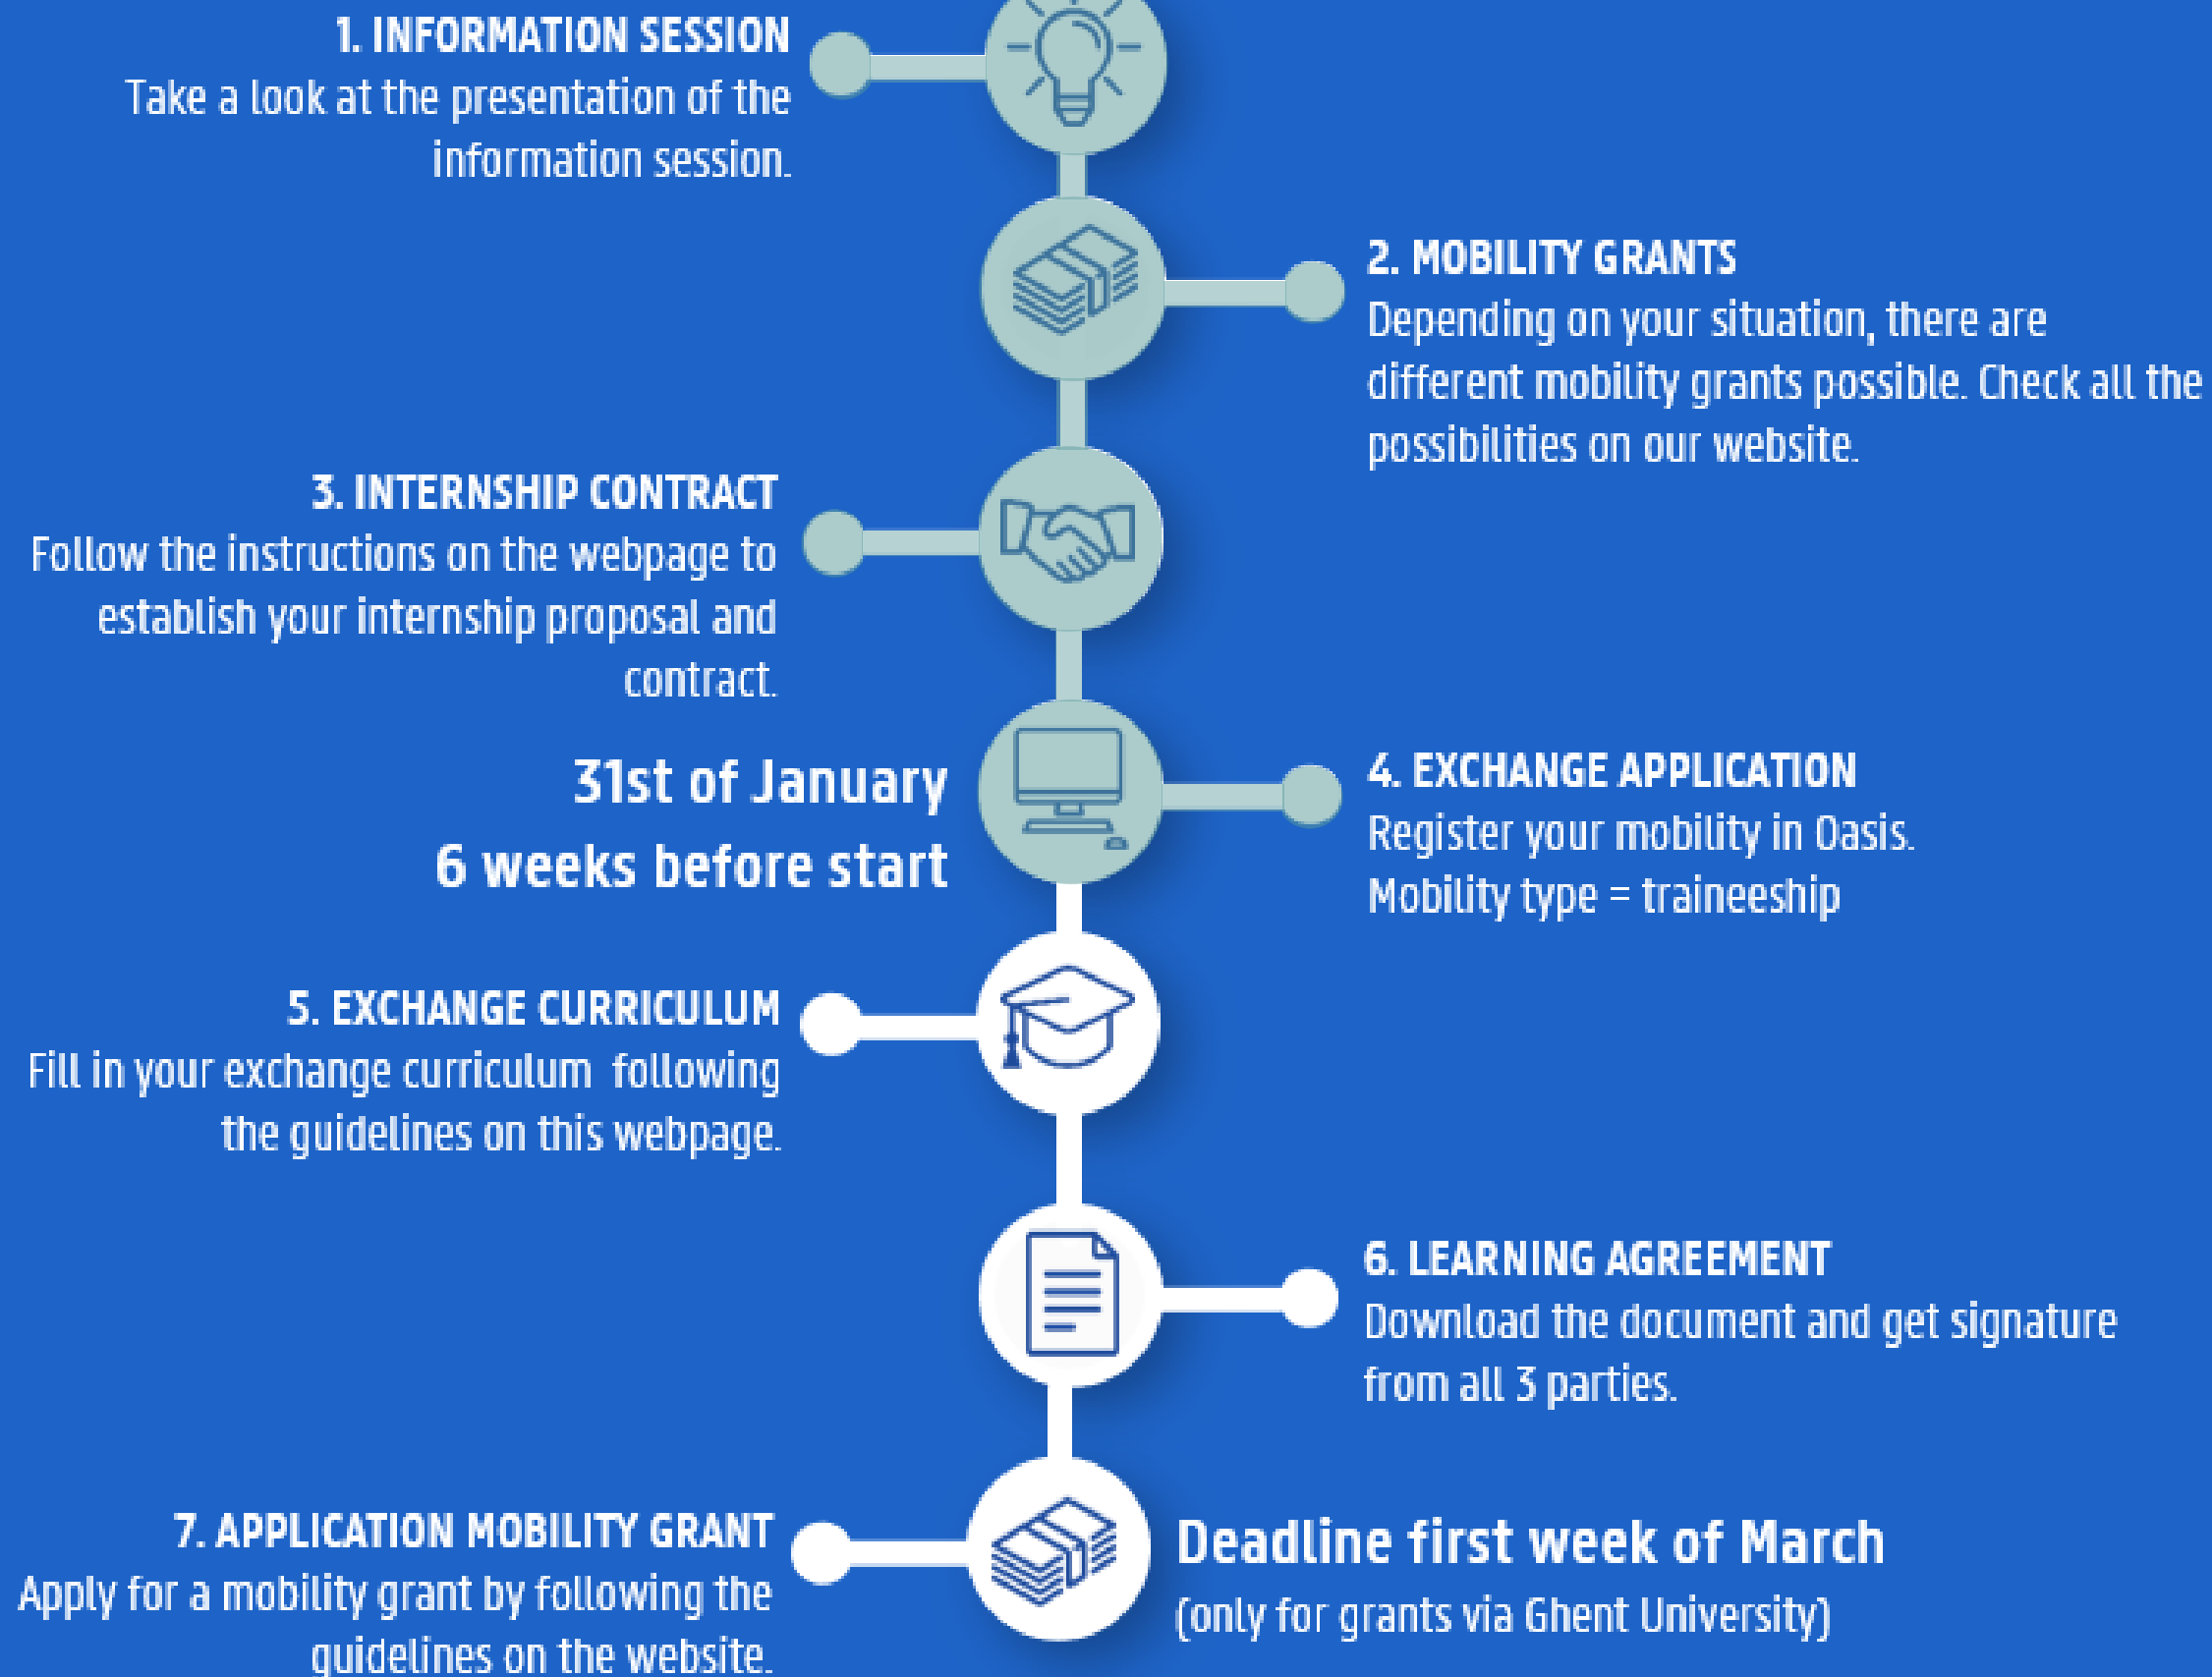 1. INFORMATION SESSION
Take a look at the presentation of the
information session.
2. MOBILITY GRANTS
Depending on your situation, there are
different mobility grants possible. Check all the
possibilities on our website.
3. INTERNSHIP CONTRACT
Follow the instructions on the webpage to
establish your internship proposal and
contract.
31st of January
6 weeks before start
4. EXCHANGE APPLICATION
Register your mobility in Oasis.
Mobility type = traineeship
5. EXCHANGE CURRICULUM
Fill in your exchange curriculum  following
the guidelines on this webpage.
6. LEARNING AGREEMENT
Download the document and get signature
from all 3 parties.
7. APPLICATION MOBILITY GRANT
Apply for a mobility grant by following the
guidelines on the website.
Deadline first week of March
(only for grants via Ghent University)